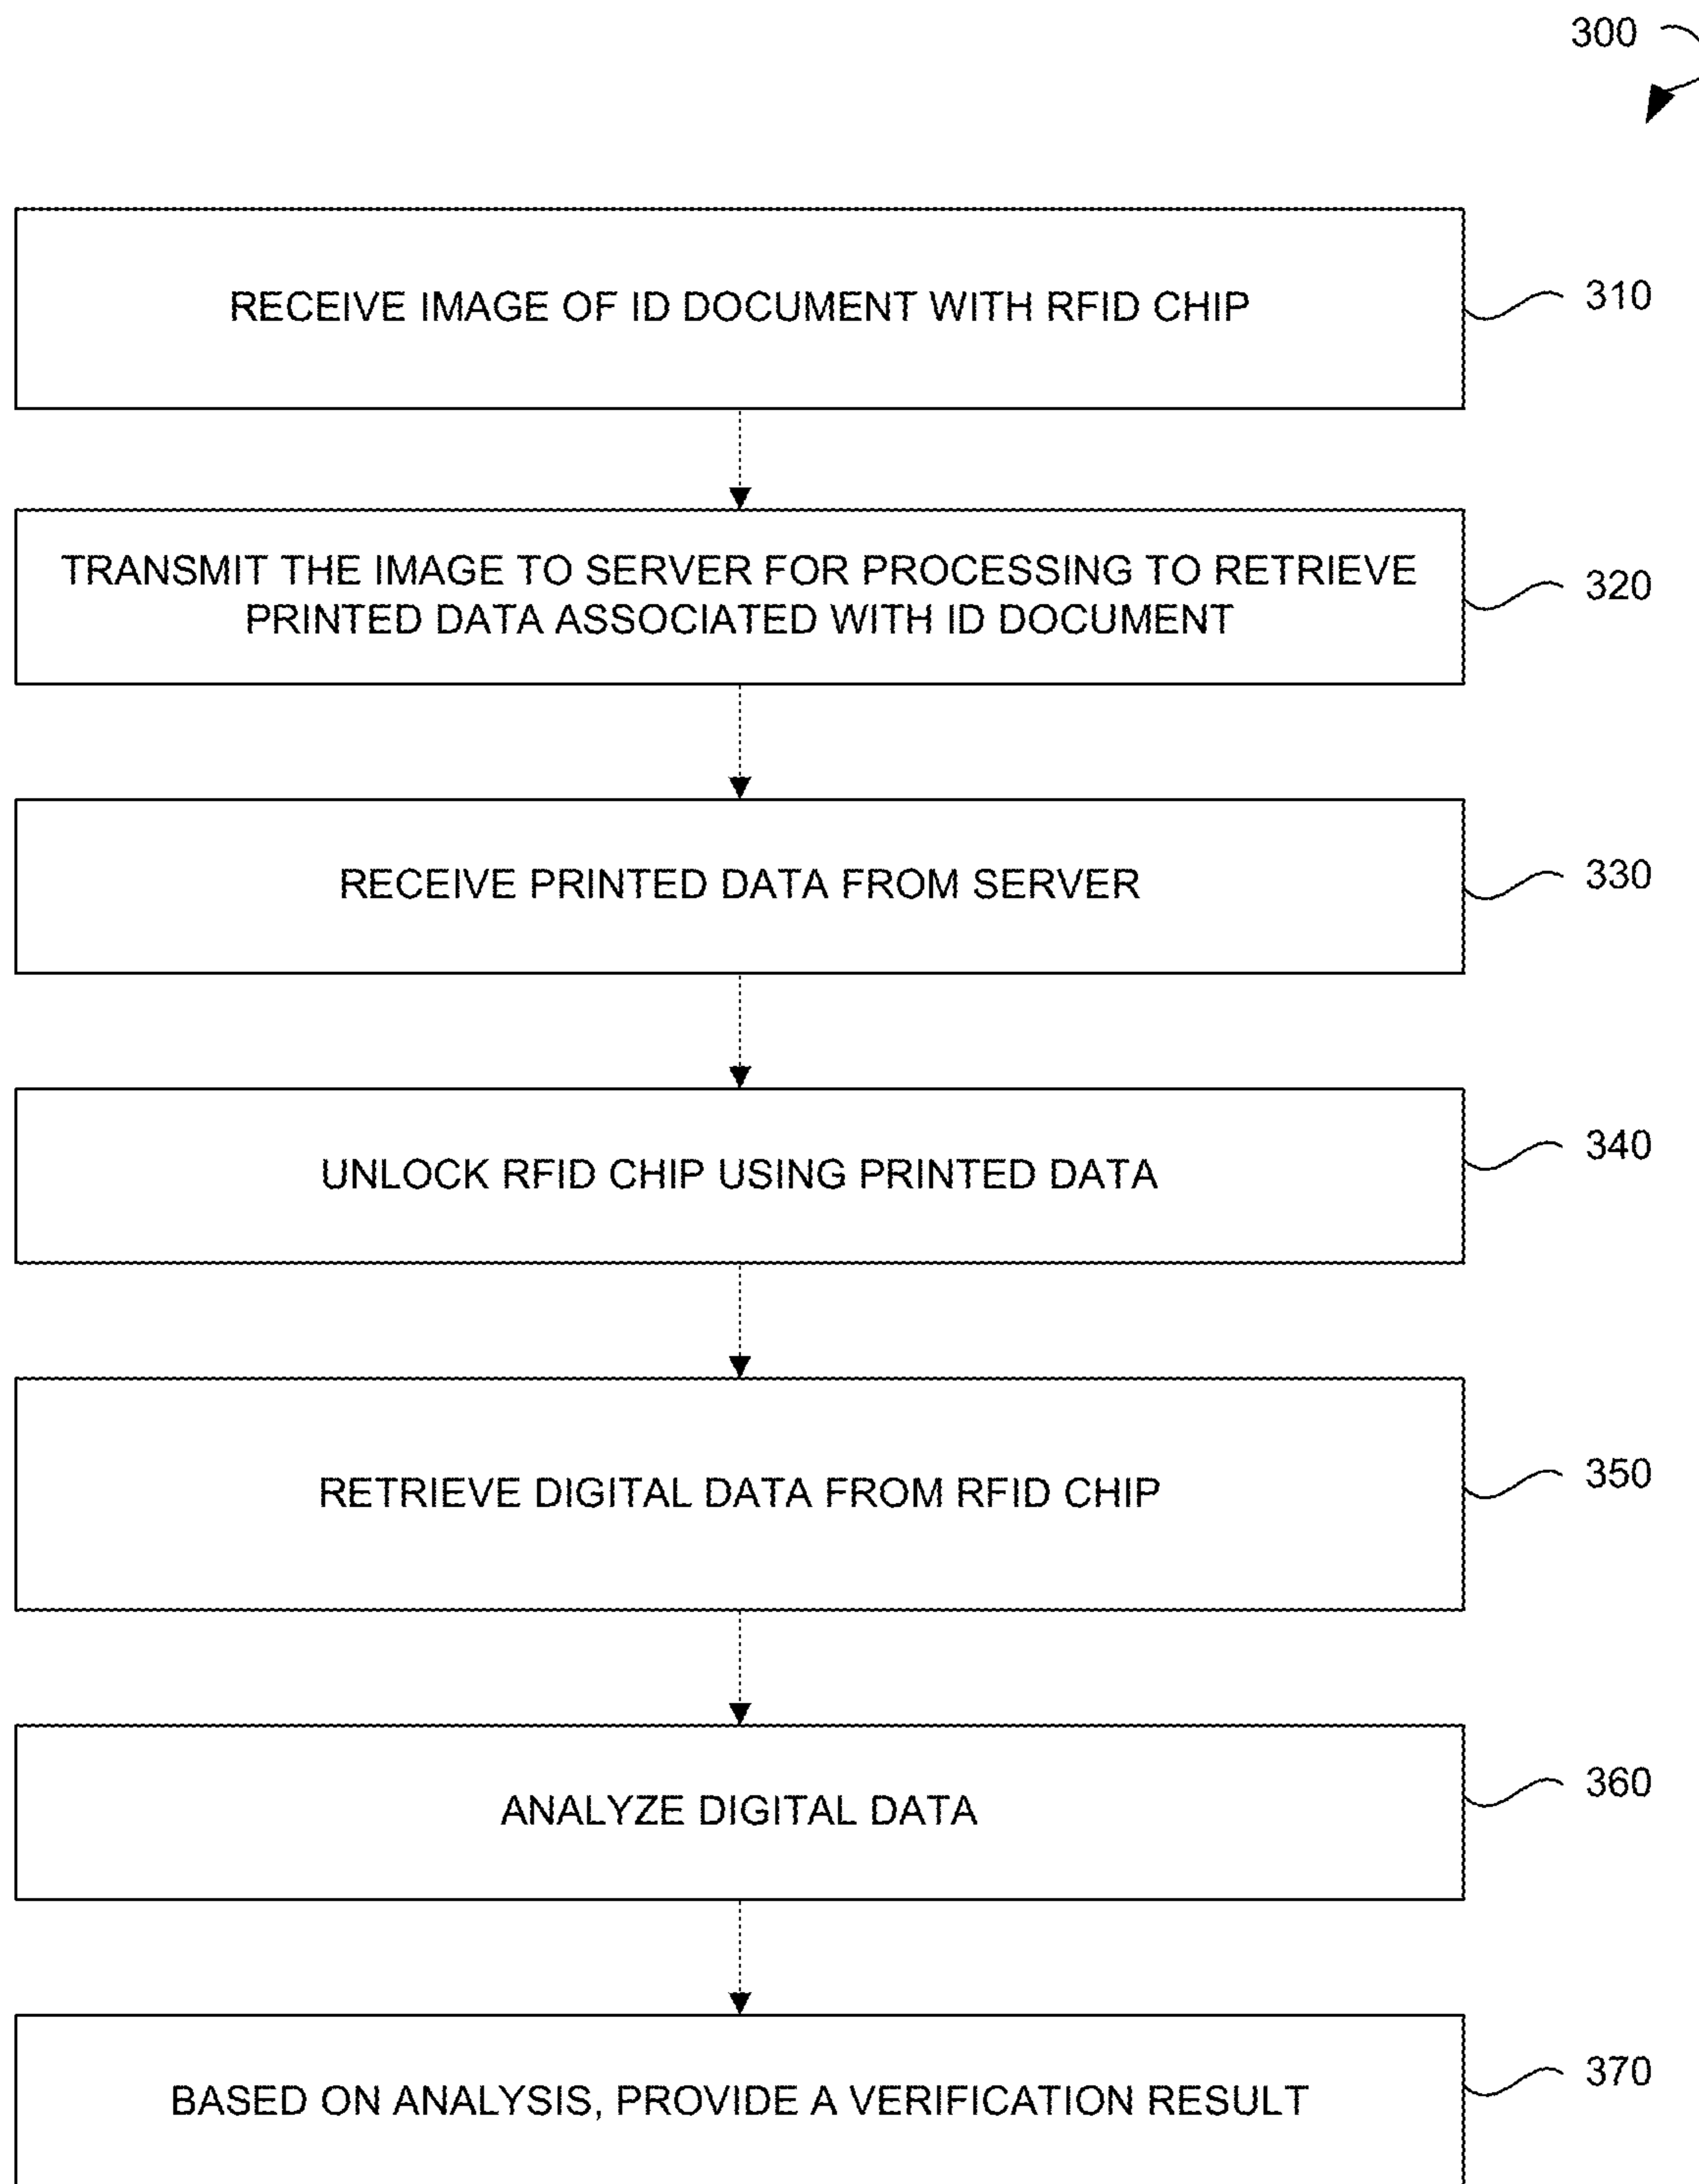 300
RECEIVE IMAGE OF ID DOCUMENT WITH RFID CHIP
310
TRANSMIT THE IMAGE TO SERVER FOR PROCESSING TO RETRIEVE
PRINTED DATA ASSOCIATED WITH ID DOCUMENT
320
RECEIVE PRINTED DATA FROM SERVER
330
UNLOCK RFID CHIP USING PRINTED DATA
340
RETRIEVE DIGITAL DATA FROM RFID CHIP
350
ANALYZE DIGITAL DATA
360
BASED ON ANALYSIS, PROVIDE A VERIFICATION RESULT
370